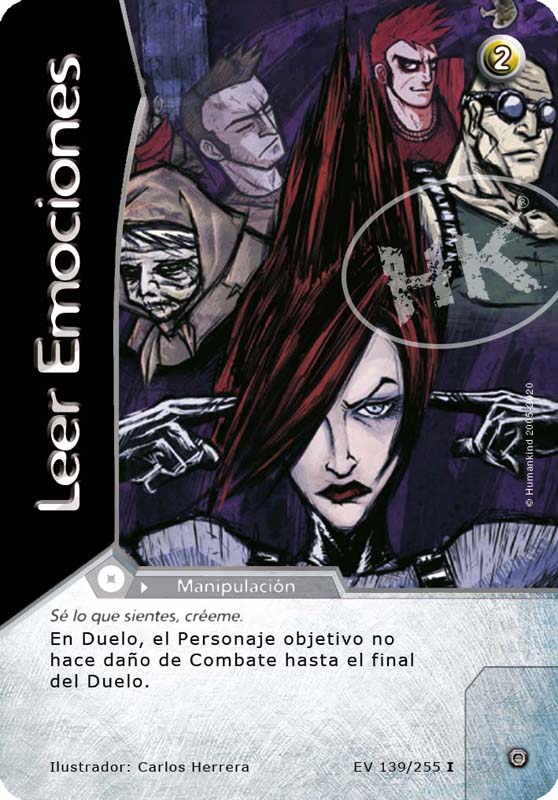 Leer Emociones
2
HK®
© Humankind 2005-2020
Manipulación
Sé lo que sientes, créeme.
En Duelo, el Personaje objetivo no
hace daño de Combate hasta el final
del Duelo.
Ilustrador: Carlos Herrera
EV 139/255 I